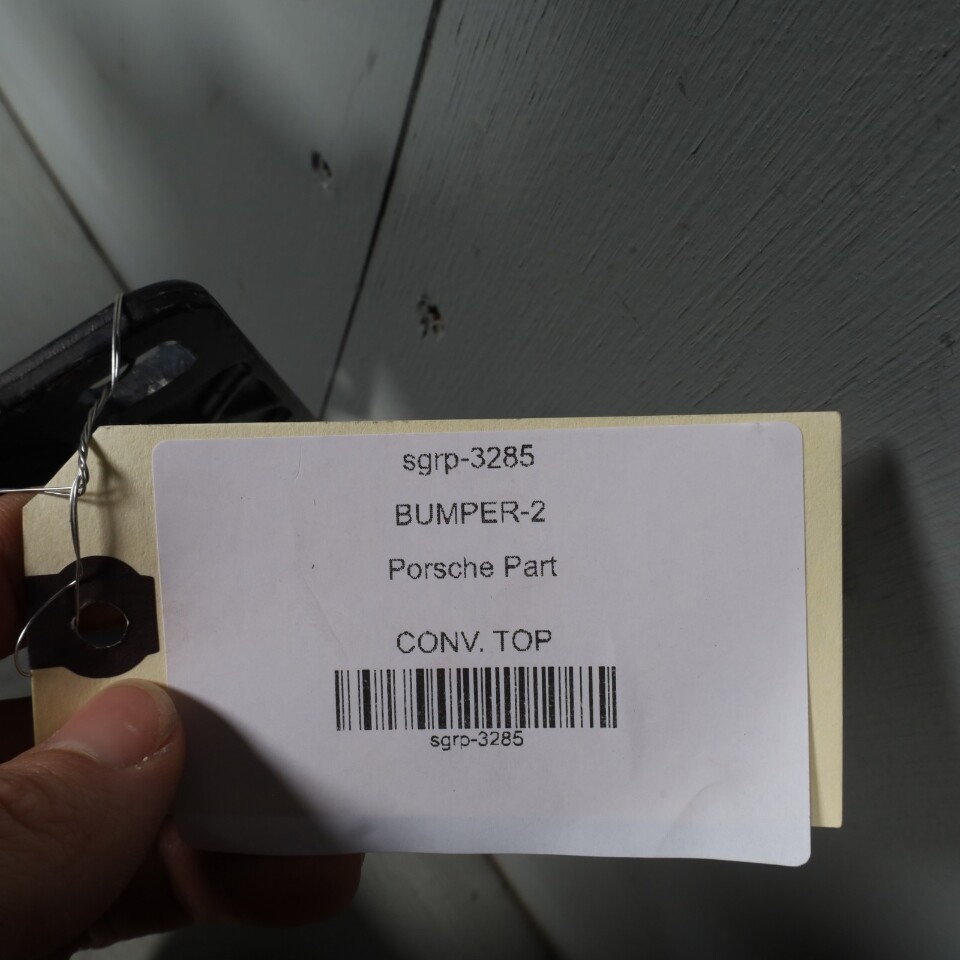 sgrp-3285
BUMPER-2
Porsche Part
CONV. TOP
sgrp-3285